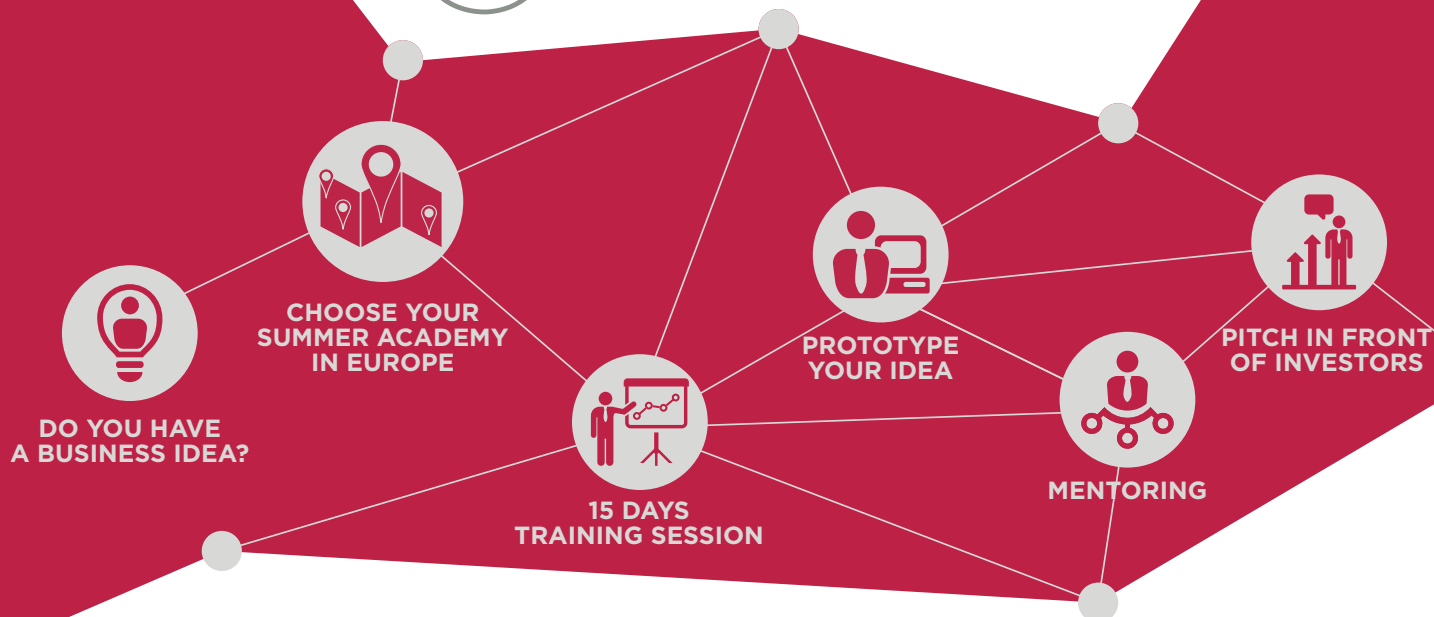 DO YOU HAVE
A BUSINESS IDEA?
CHOOSE YOUR
SUMMER ACADEMY
IN EUROPE
15 DAYS
TRAINING SESSION
PROTOTYPE
YOUR IDEA
MENTORING
PITCH IN FRONT
OF INVESTORS